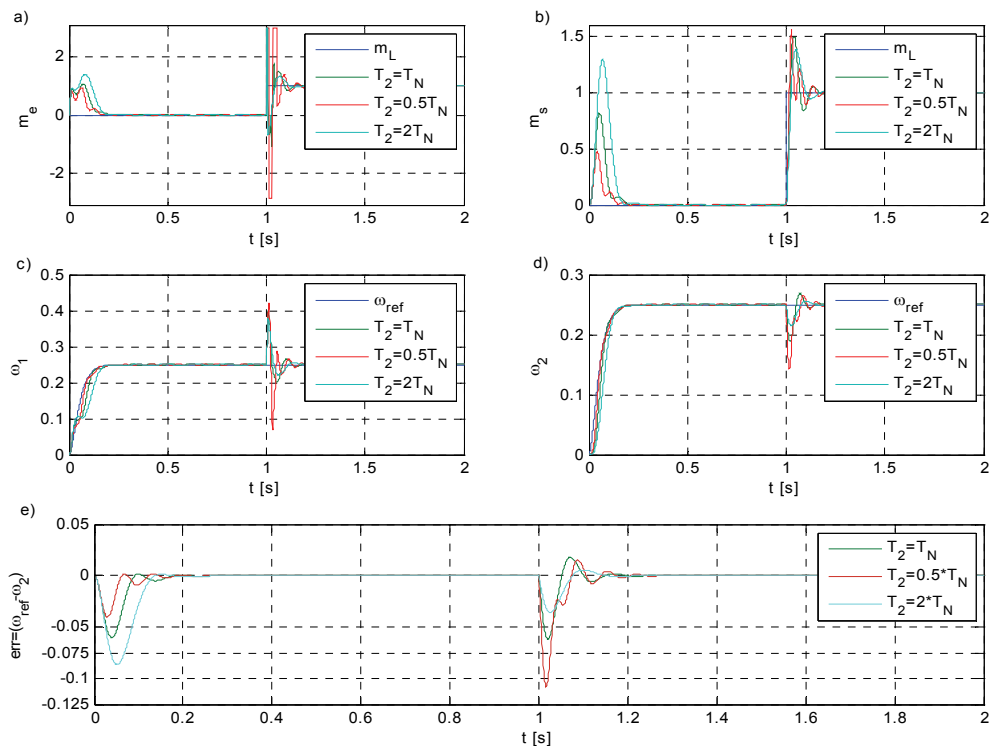 a)
2
0
-2
m_e
0
0.5
1
1.5
2
t [s]
m_L
T_2=T_N
T_2=0.5T_N
T_2=2T_N
b)
1.5
1
0.5
0
m_s
0
0.5
1
1.5
2
t [s]
m_L
T_2=T_N
T_2=0.5T_N
T_2=2T_N
c)
0.5
0.4
0.3
0.2
0.1
0
ω_1
0
0.5
1
1.5
2
t [s]
ω_ref
T_2=T_N
T_2=0.5T_N
T_2=2T_N
d)
0.3
0.2
0.1
0
ω_2
0
0.5
1
1.5
2
t [s]
ω_ref
T_2=T_N
T_2=0.5T_N
T_2=2T_N
e)
0.05
0
-0.05
-0.075
-0.1
-0.125
err=(ω_ref-ω_2)
0
0.2
0.4
0.6
0.8
1
1.2
1.4
1.6
1.8
2
t [s]
T_2=T_N
T_2=0.5*T_N
T_2=2*T_N